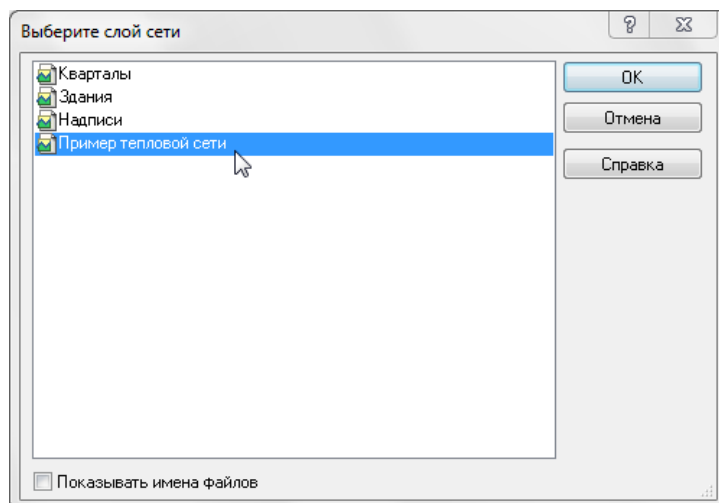 Выберите слой сети
Кварталы
Здания
Надписи
Пример тепловой сети
OK
Отмена
Справка
Показывать имена файлов